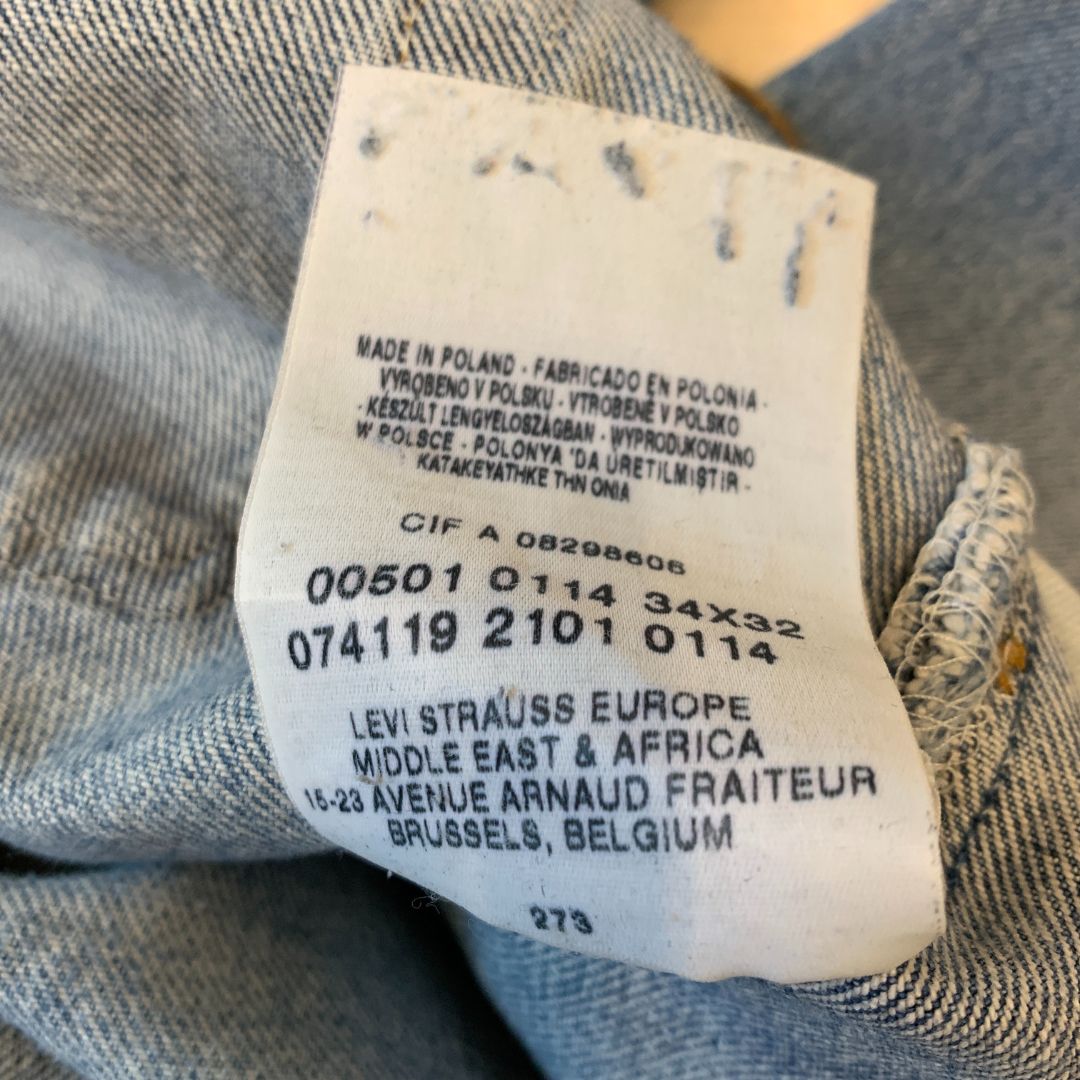 MADE IN POLAND - FABRICADO EN POLONIA -
VYROBENO V POLSKU - VTROBENÉ V POLSKO
- KÉSZÜLT LENGYELOSZÁGBAN - WYPRODUKOWANO
W POLSCE - POLONYA 'DA ÜRETILMIŞTIR -
KATAKEYATHKE THN ONIA
CIF A 08298606
00501 0114 34X32
074119 2101 0114
LEVI STRAUSS EUROPE
MIDDLE EAST & AFRICA
15-23 AVENUE ARNAUD FRAITEUR
BRUSSELS, BELGIUM
273